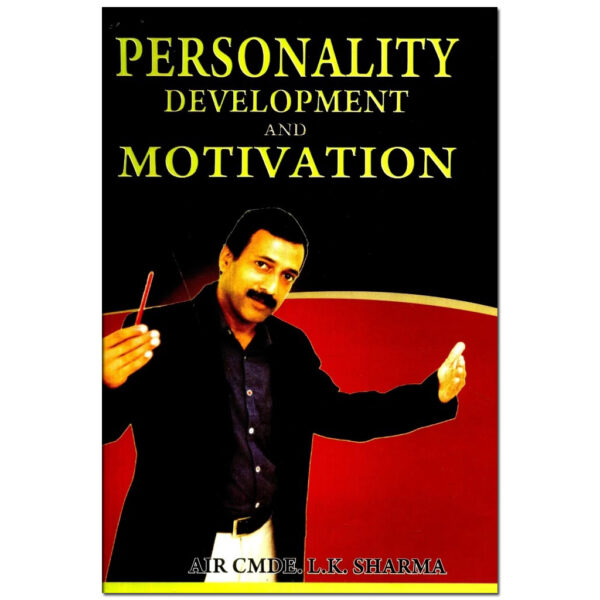 PERSONALITY
DEVELOPMENT
AND
MOTIVATION
AIR CMDE. L.K. SHARMA